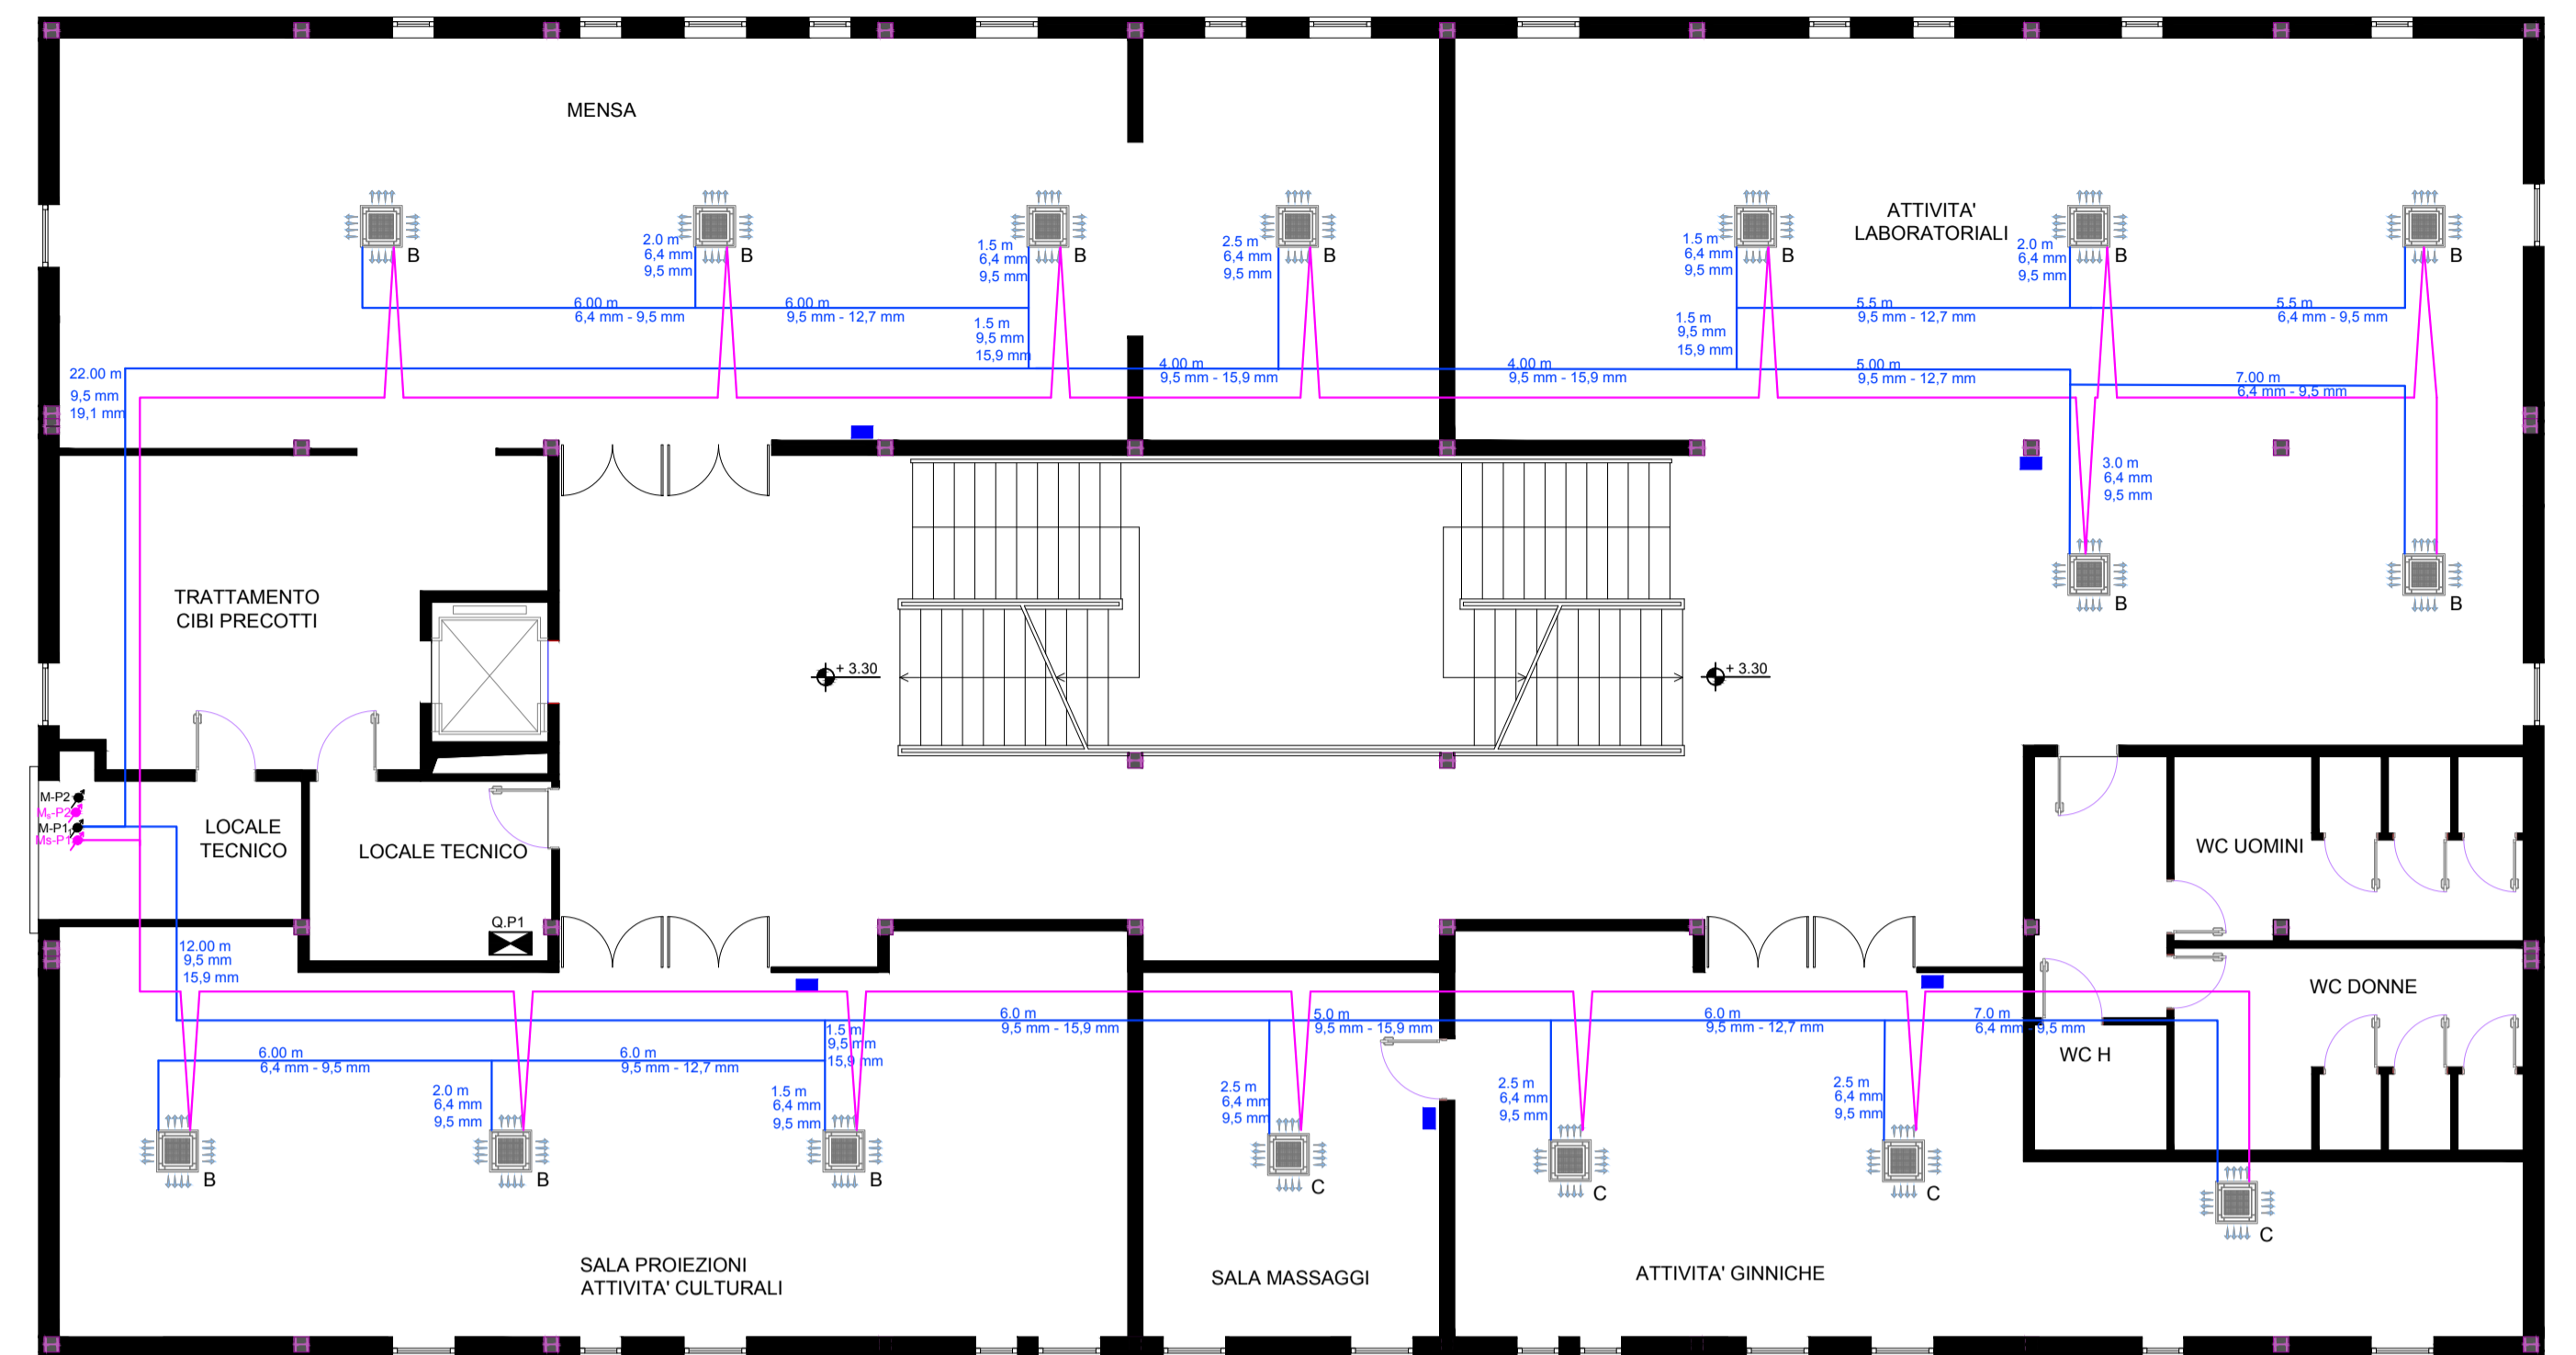 MENSA
ATTIVITA'
LABORATORIALI
B
2.0 m
6,4 mm
9,5 mm
B
1.5 m
6,4 mm
9,5 mm
B
2.5 m
6,4 mm
9,5 mm
B
1.5 m
6,4 mm
9,5 mm
B
2.0 m
6,4 mm
9,5 mm
B
B
6.00 m
6,4 mm - 9,5 mm
6.00 m
9,5 mm - 12,7 mm
1.5 m
9,5 mm
15,9 mm
1.5 m
9,5 mm
15,9 mm
5.5 m
9,5 mm - 12,7 mm
5.5 m
6,4 mm - 9,5 mm
22.00 m
9,5 mm
19,1 mm
4.00 m
9,5 mm - 15,9 mm
4.00 m
9,5 mm - 15,9 mm
5.00 m
9,5 mm - 12,7 mm
7.00 m
6,4 mm - 9,5 mm
3.0 m
6,4 mm
9,5 mm
B
B
TRATTAMENTO
CIBI PRECOTTI
+ 3.30
+ 3.30
M-P2
Ms-P2
M-P1
Ms-P1
LOCALE
TECNICO
LOCALE TECNICO
WC UOMINI
Q.P1
12.00 m
9,5 mm
15,9 mm
WC DONNE
WC H
6.00 m
6,4 mm - 9,5 mm
6.0 m
9,5 mm - 12,7 mm
1.5 m
9,5 mm
15,9 mm
6.0 m
9,5 mm - 15,9 mm
5.0 m
9,5 mm - 15,9 mm
6.0 m
9,5 mm - 12,7 mm
7.0 m
6,4 mm - 9,5 mm
2.0 m
6,4 mm
9,5 mm
1.5 m
6,4 mm
9,5 mm
2.5 m
6,4 mm
9,5 mm
2.5 m
6,4 mm
9,5 mm
2.5 m
6,4 mm
9,5 mm
B
B
B
C
C
C
C
SALA PROIEZIONI
ATTIVITA' CULTURALI
SALA MASSAGGI
ATTIVITA' GINNICHE